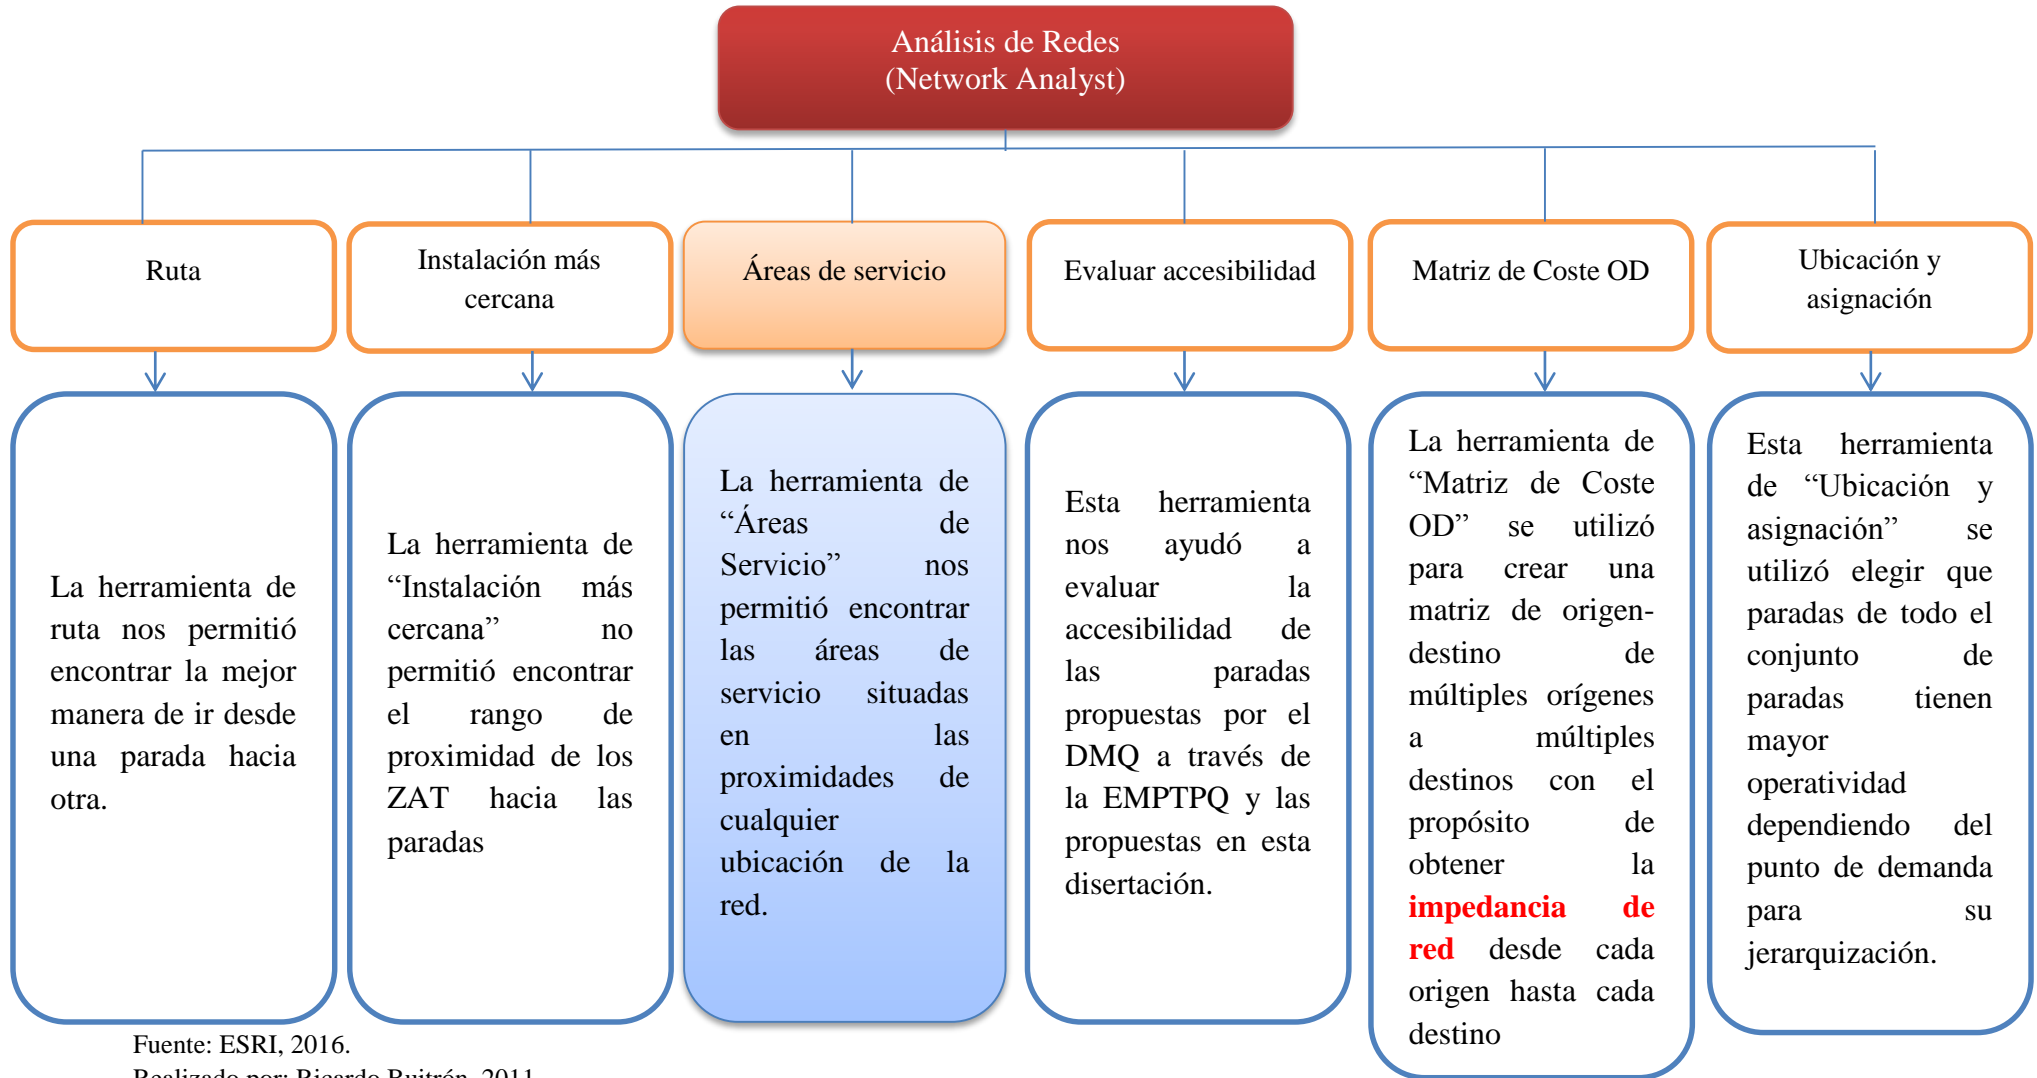 Análisis de Redes
(Network Analyst)
Ruta
Instalación más
cercana
Áreas de servicio
Evaluar accesibilidad
Matriz de Coste OD
Ubicación y
asignación
La herramienta de
ruta nos permitió
encontrar la mejor
manera de ir desde
una parada hacia
otra.
La herramienta de
“Instalación más
cercana” no
permitió encontrar
el rango de
proximidad de los
ZAT hacia las
paradas
La herramienta de
“Áreas de
Servicio” nos
permitió encontrar
las áreas de
servicio situadas
en las
proximidades de
cualquier
ubicación de la
red.
Esta herramienta
nos ayudó a
evaluar la
accesibilidad de
las paradas
propuestas por el
DMQ a través de
la EMPTPQ y las
propuestas en esta
disertación.
La herramienta de
“Matriz de Coste
OD” se utilizó
para crear una
matriz de origen-
destino de
múltiples orígenes
a múltiples
destinos con el
propósito de
obtener la
impedancia de
red desde cada
origen hasta cada
destino
Esta herramienta
de “Ubicación y
asignación” se
utilizó elegir que
paradas de todo el
conjunto de
paradas tienen
mayor
operatividad
dependiendo del
punto de demanda
para su
jerarquización.
Fuente: ESRI, 2016.
Realizado por: Ricardo Buitrón, 2011